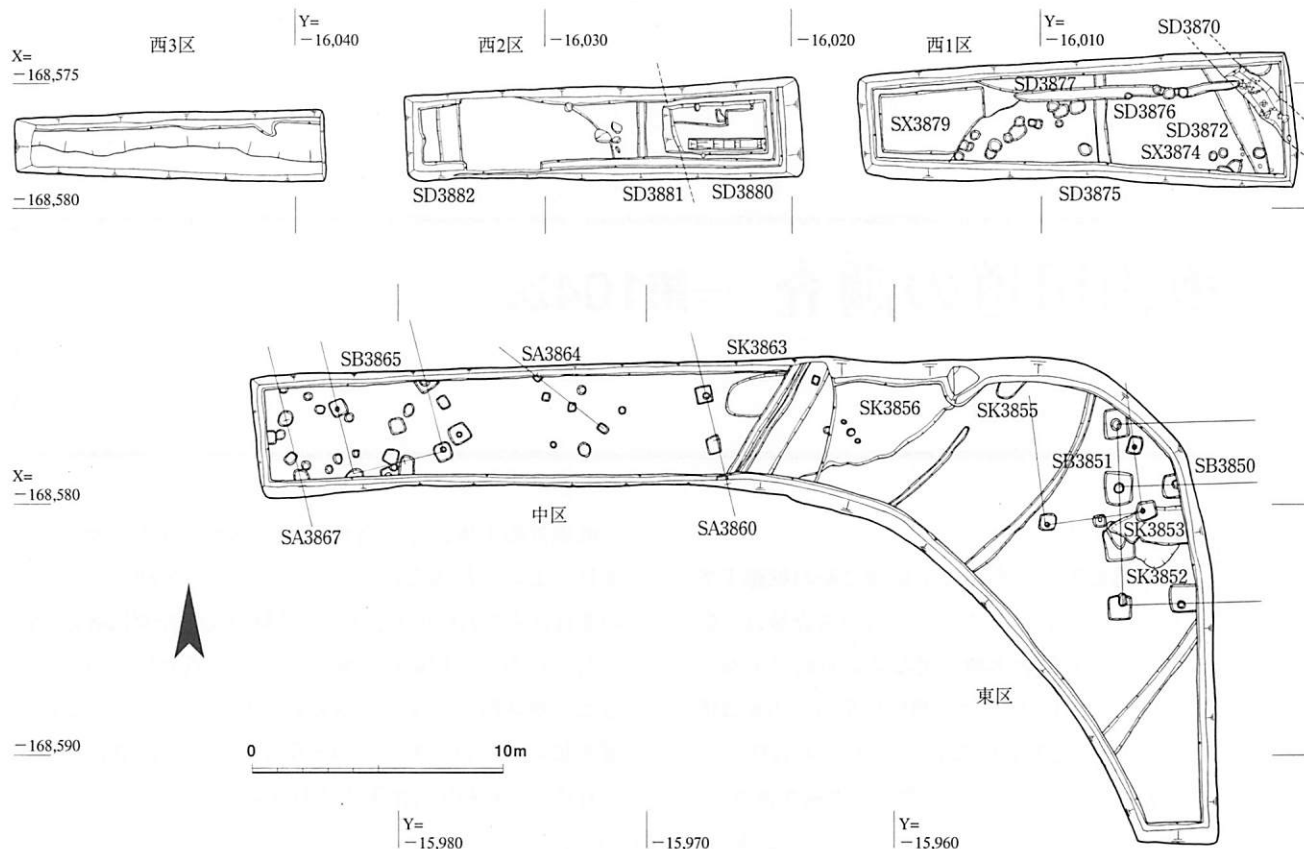 西3区
Y=
−16,040
西2区
−16,030
−16,020
西1区
Y=
−16,010
SD3870
X=
−168,575
SD3877
SD3876
SX3879
SD3872
SX3874
−168,580
SD3882
SD3881
SD3880
SD3875
SB3865
SA3864
SK3863
SK3856
SK3855
SB3851
SB3850
X=
−168,580
SA3867
中区
SA3860
SK3853
SK3852
東区
−168,590
0
10m
Y=
−15,980
−15,970
Y=
−15,960